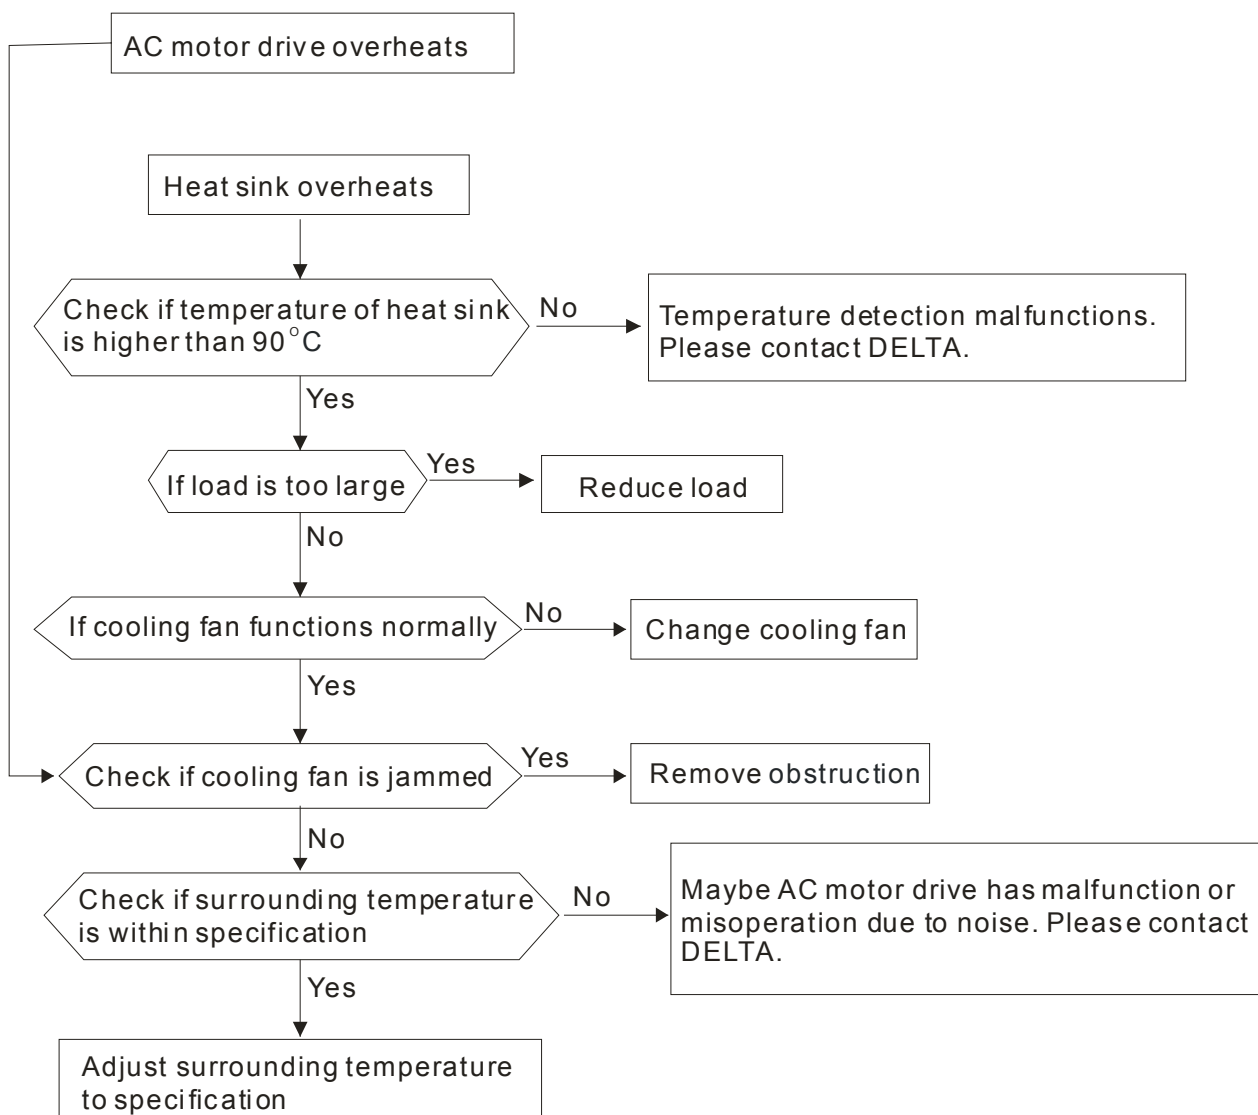 AC motor drive overheats
Heat sink overheats
Check if temperature of heat sink
is higher than 90°C
No
Temperature detection malfunctions.
Please contact DELTA.
Yes
If load is too large
Yes
Reduce load
No
If cooling fan functions normally
No
Change cooling fan
Yes
Check if cooling fan is jammed
Yes
Remove obstruction
No
Check if surrounding temperature
is within specification
No
Maybe AC motor drive has malfunction or
misoperation due to noise. Please contact
DELTA.
Yes
Adjust surrounding temperature
to specification